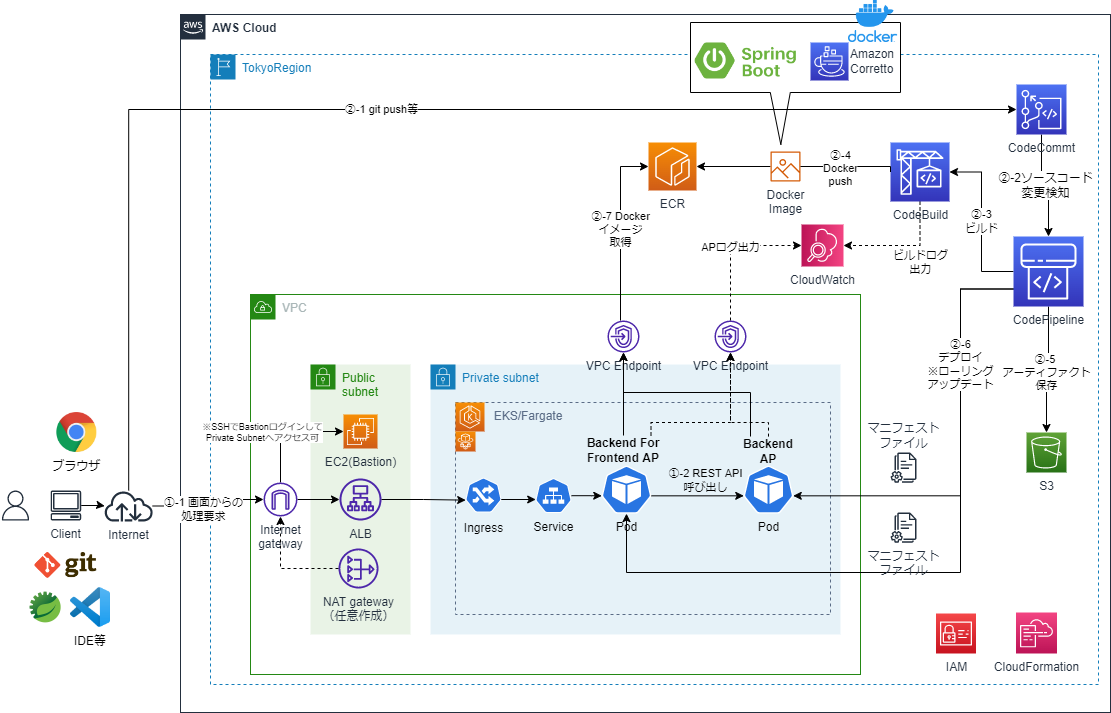 aws
AWS Cloud
TokyoRegion
docker
Spring
Boot
Amazon
Corretto
②-1 git push等
CodeCommt
②-2ソースコード
変更検知
②-4
Docker
push
Docker
Image
ECR
CodeBuild
②-3
ビルド
②-7 Docker
イメージ
取得
APログ出力
CloudWatch
ビルドログ
出力
CodePipeline
VPC
VPC Endpoint
VPC Endpoint
②-6
デプロイ
※ローリング
アップデート
②-5
アーティファクト
保存
Public
subnet
Private subnet
EKS/Fargate
※SSHでBastionログインして
Private Subnetへアクセス可
EC2(Bastion)
Backend For
Frontend AP
Backend
AP
マニフェスト
ファイル
S3
ブラウザ
①-1 画面からの
処理要求
①-2 REST API
呼び出し
Client
Internet
Internet
gateway
ALB
Ingress
Service
Pod
Pod
マニフェスト
ファイル
git
NAT gateway
（任意作成）
IDE等
IAM
CloudFormation